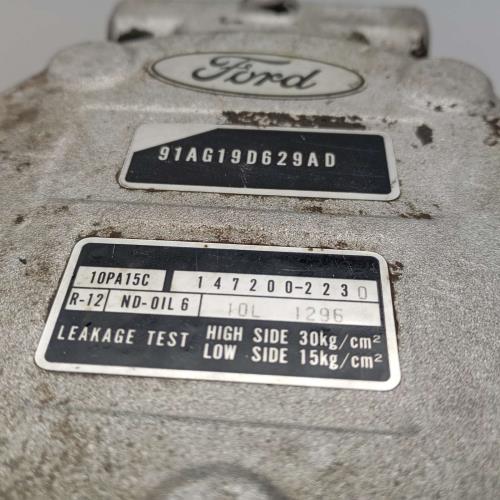 Ford
91AG19D629AD
10PA15C 147200-2230
R-12 ND-OIL 6 10L 1296
LEAKAGE TEST HIGH SIDE 30kg/cm²
LOW SIDE 15kg/cm²